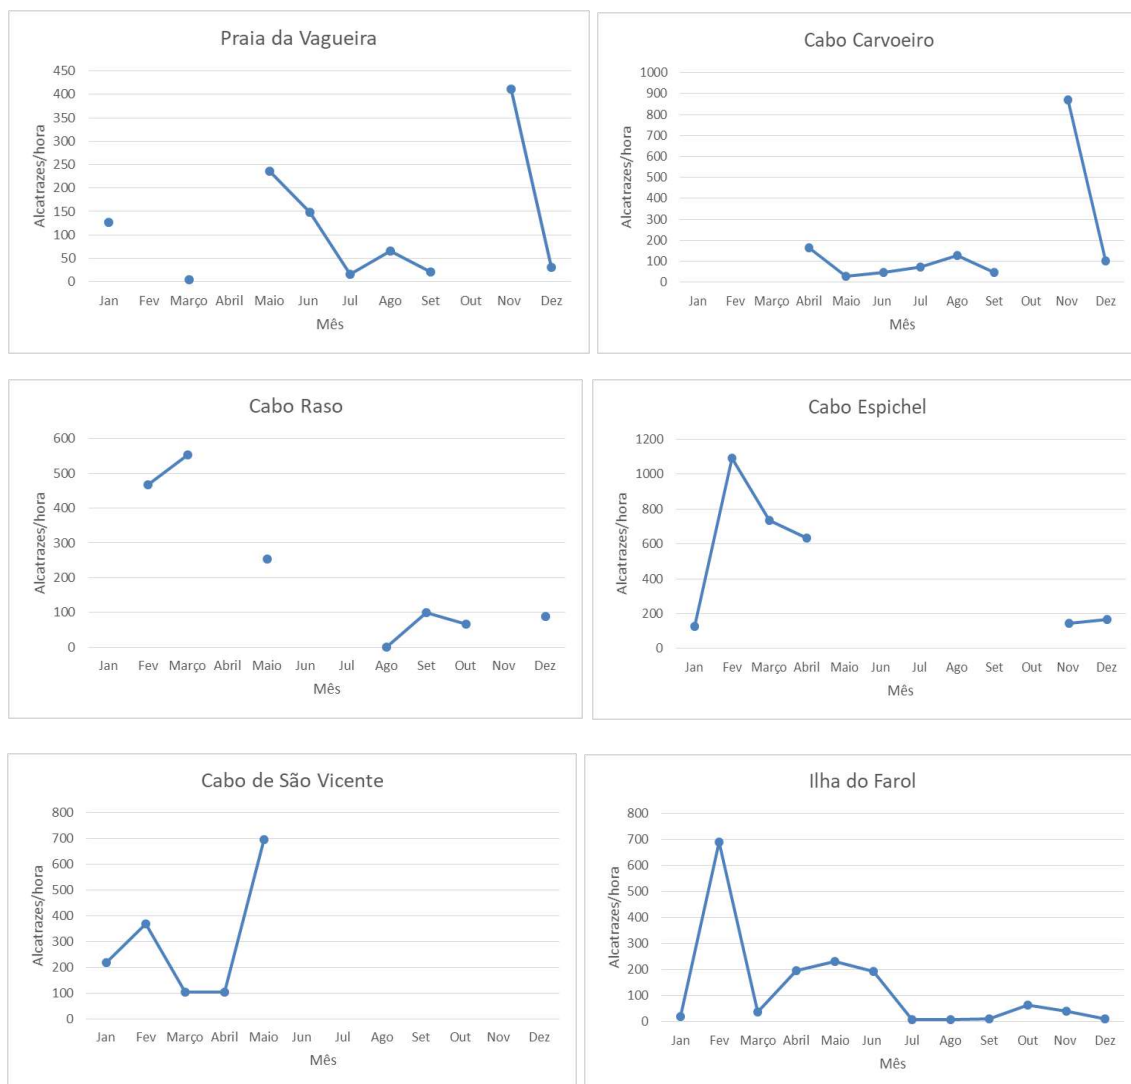 Praia da Vagueira
450
400
350
300
250
200
150
100
50
0
Alcatrazes/hora
Jan Fev Março Abril Maio Jun Jul Ago Set Out Nov Dez
Mês
Cabo Carvoeiro
1000
900
800
700
600
500
400
300
200
100
0
Alcatrazes/hora
Jan Fev Março Abril Maio Jun Jul Ago Set Out Nov Dez
Mês
Cabo Raso
600
500
400
300
200
100
0
Alcatrazes/hora
Jan Fev Março Abril Maio Jun Jul Ago Set Out Nov Dez
Mês
Cabo Espichel
1200
1000
800
600
400
200
0
Alcatrazes/hora
Jan Fev Março Abril Maio Jun Jul Ago Set Out Nov Dez
Mês
Cabo de São Vicente
800
700
600
500
400
300
200
100
0
Alcatrazes/hora
Jan Fev Março Abril Maio Jun Jul Ago Set Out Nov Dez
Mês
Ilha do Farol
800
700
600
500
400
300
200
100
0
Alcatrazes/hora
Jan Fev Março Abril Maio Jun Jul Ago Set Out Nov Dez
Mês